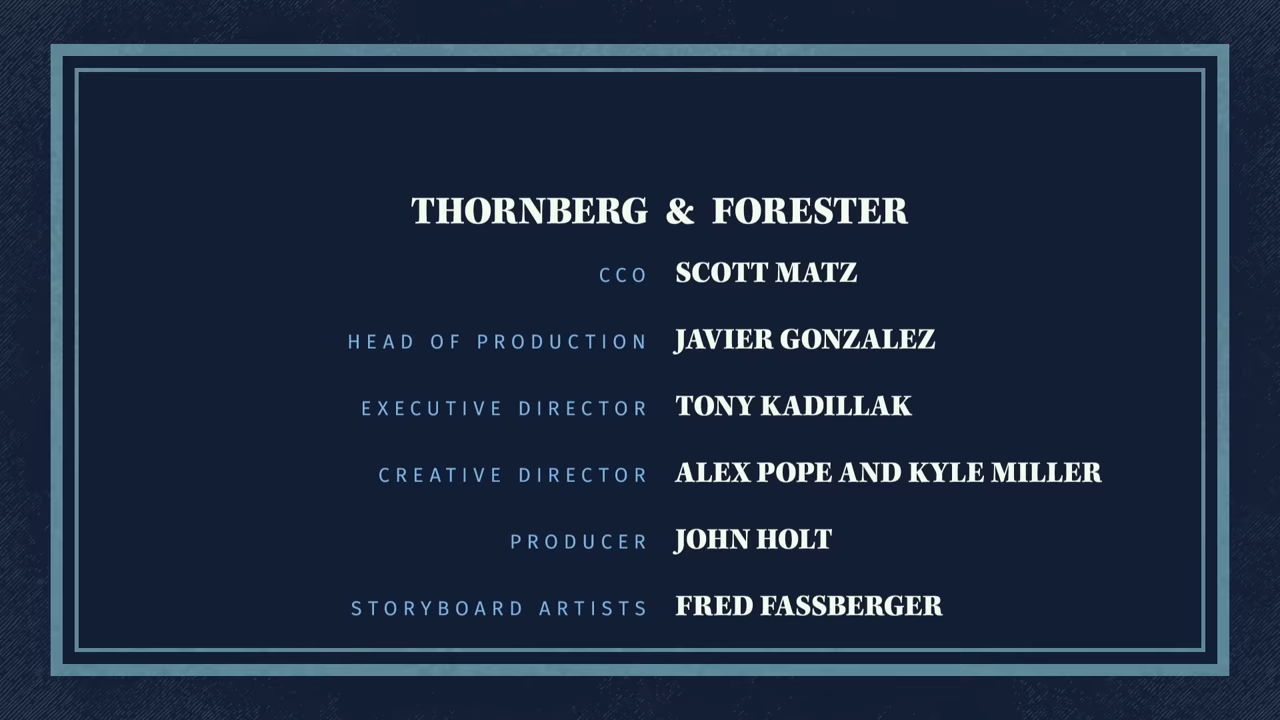 THORNBERG & FORESTER
CCO SCOTT MATZ
HEAD OF PRODUCTION JAVIER GONZALEZ
EXECUTIVE DIRECTOR TONY KADILLAK
CREATIVE DIRECTOR ALEX POPE AND KYLE MILLER
PRODUCER JOHN HOLT
STORYBOARD ARTISTS FRED FASSBERGER